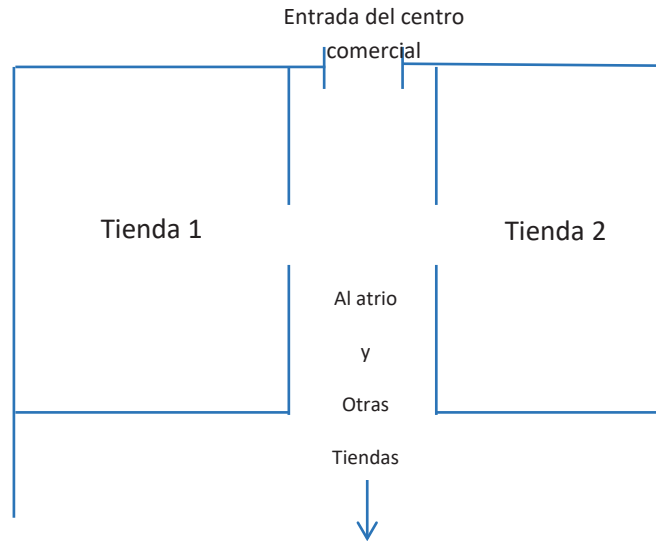 Entrada del centro
comercial
Tienda 1
Tienda 2
Al atrio
y
Otras
Tiendas